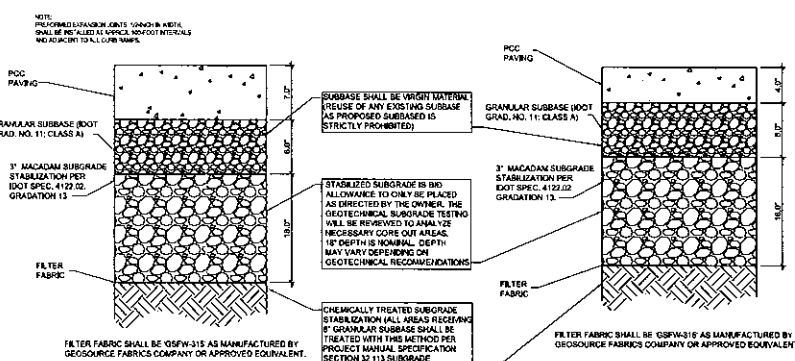 NOTE:
PREFORMED EXPANSION JOINTS 1/2-INCH IN WIDTH,
SHALL BE INSTALLED AT APPROX. 100-FOOT INTERVALS
AND ADJACENT TO ALL CURB RAMPS.
PCC
PAVING
GRANULAR SUBBASE (IDOT
GRAD. NO. 11; CLASS A)
3" MACADAM SUBGRADE
STABILIZATION PER
IDOT SPEC. 4122.02,
GRADATION 13
FILTER
FABRIC
7.0"
6.0"
18.0"
FILTER FABRIC SHALL BE 'GSFW-315' AS MANUFACTURED BY
GEOSOURCE FABRICS COMPANY OR APPROVED EQUIVALENT.
SUBBASE SHALL BE VIRGIN MATERIAL
(REUSE OF ANY EXISTING SUBBASE
AS PROPOSED SUBBASED IS
STRICTLY PROHIBITED)
STABILIZED SUBGRADE IS BID
ALLOWANCE TO ONLY BE PLACED
AS DIRECTED BY THE OWNER. THE
GEOTECHNICAL SUBGRADE TESTING
WILL BE REVIEWED TO ANALYZE
NECESSARY CORE OUT AREAS.
18" DEPTH IS NOMINAL. DEPTH
MAY VARY DEPENDING ON
GEOTECHNICAL RECOMMENDATIONS
CHEMICALLY TREATED SUBGRADE
STABILIZATION (ALL AREAS RECEIVING
6" GRANULAR SUBBASE SHALL BE
TREATED WITH THIS METHOD PER
PROJECT MANUAL SPECIFICATION
SECTION 32 113 SUBGRADE
PCC
PAVING
GRANULAR SUBBASE (IDOT
GRAD. NO. 11; CLASS A)
3" MACADAM SUBGRADE
STABILIZATION PER
IDOT SPEC. 4122.02
GRADATION 13.
FILTER
FABRIC
4.0"
FILTER FABRIC SHALL BE 'GSFW-315' AS MANUFACTURED BY
GEOSOURCE FABRICS COMPANY OR APPROVED EQUIVALENT